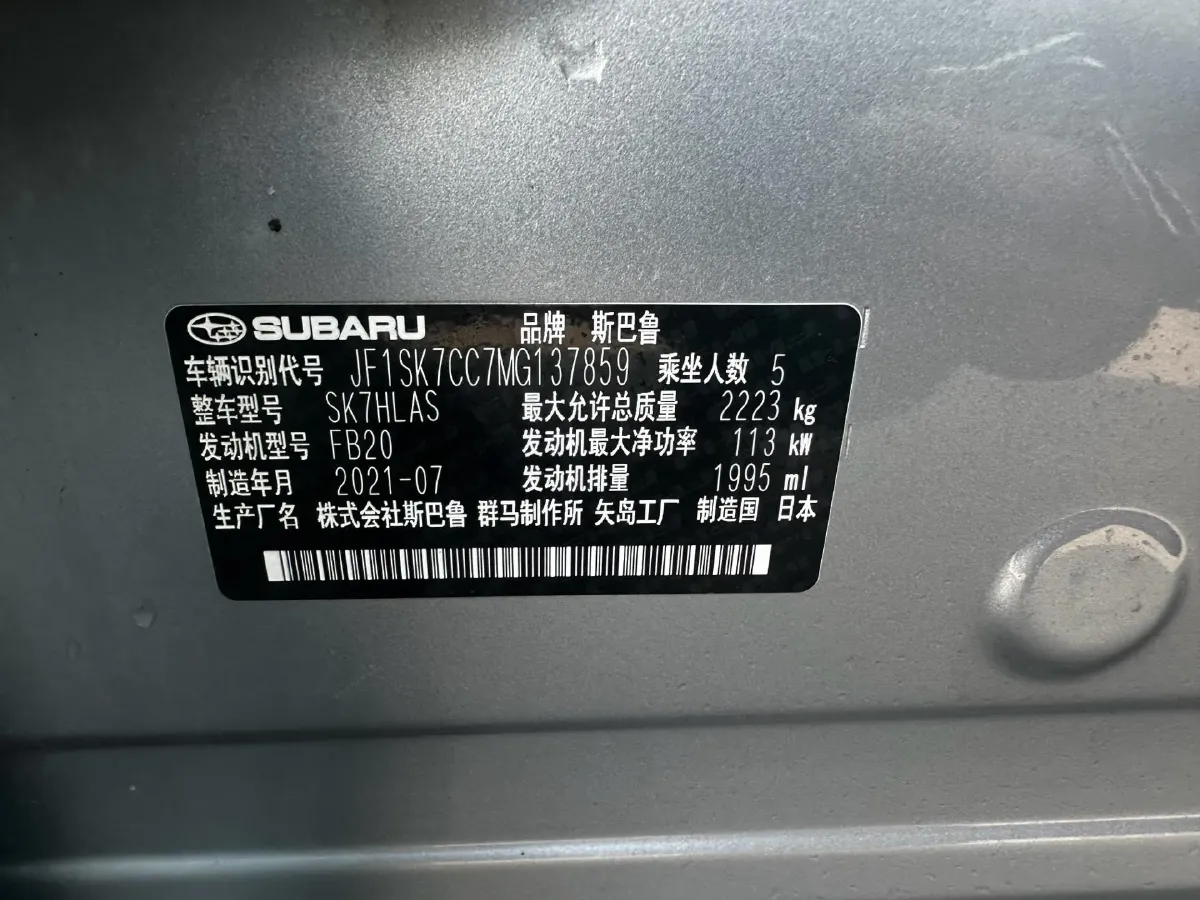 SUBARU 品牌 斯巴鲁
车辆识别代号 JF1SK7CC7MG137859 乘坐人数 5
整车型号 SK7HLAS 最大允许总质量 2223 kg
发动机型号 FB20 发动机最大净功率 113 kW
制造年月 2021-07 发动机排量 1995 ml
生产厂名 株式会社斯巴鲁 群马制作所 矢岛工厂 制造国 日本